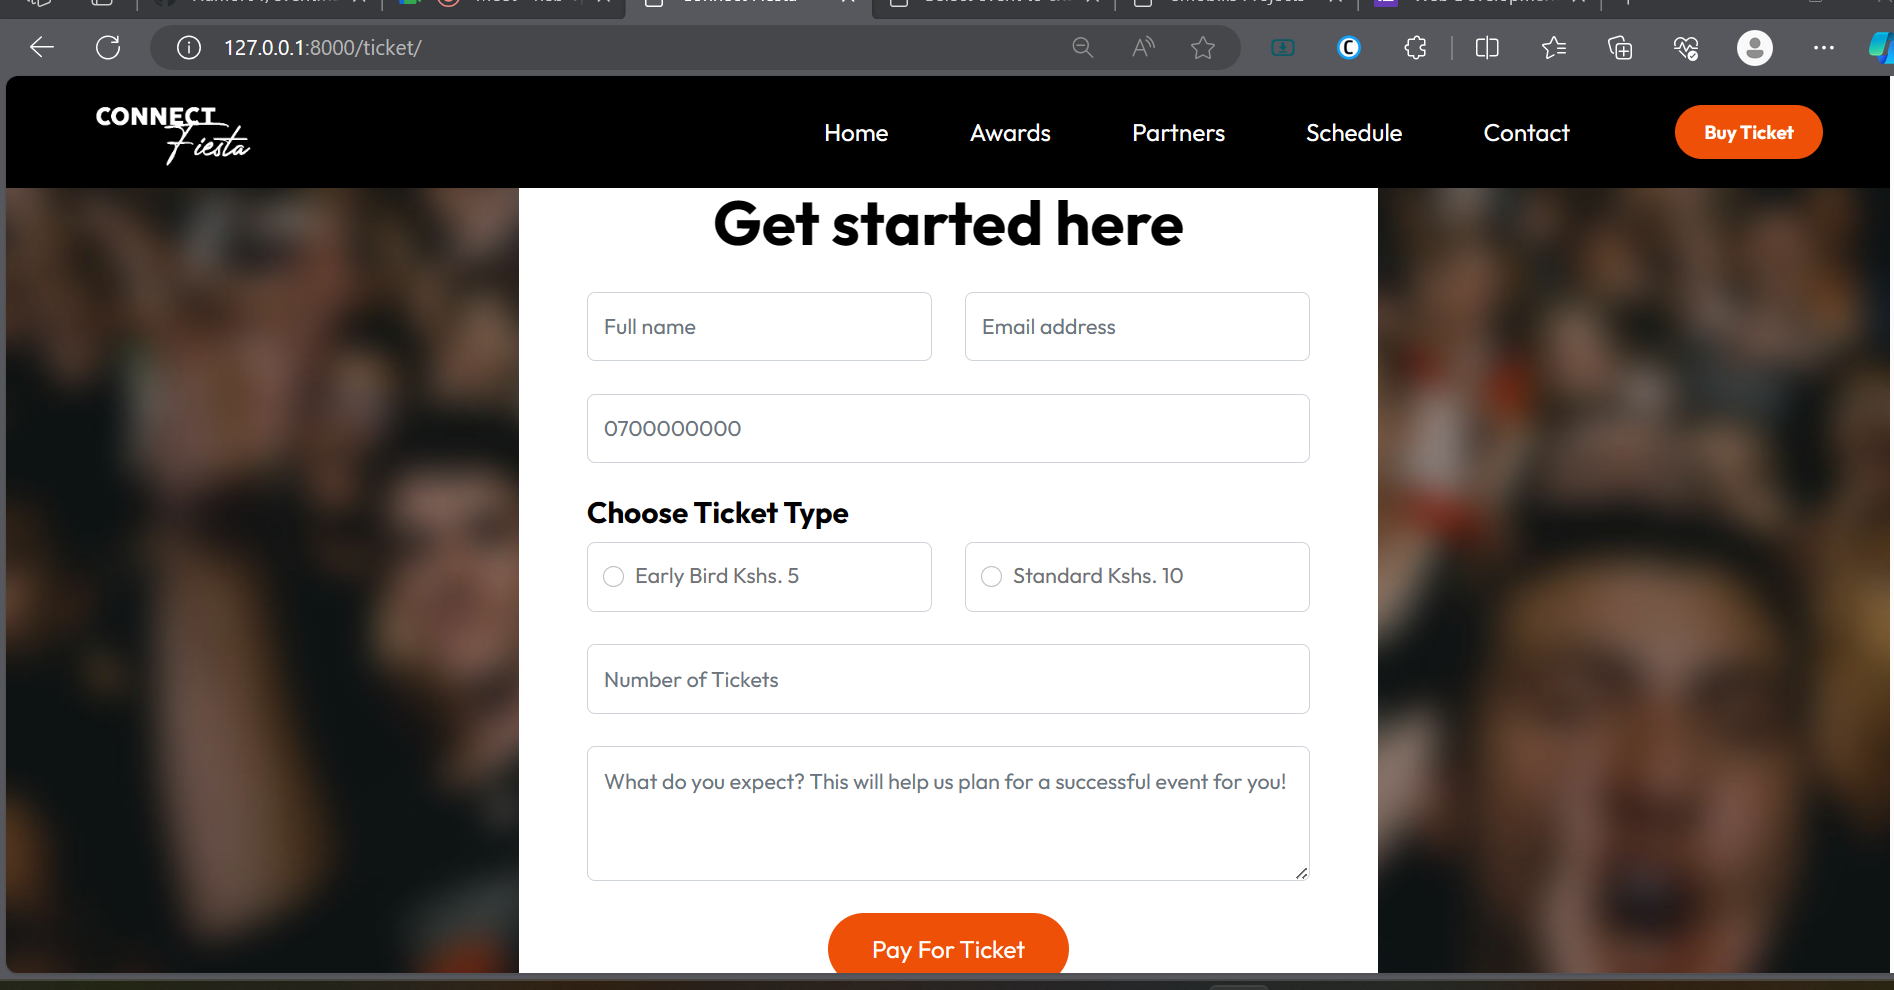 127.0.0.1:8000/ticket/
CONNECT
Fiesta
Home
Awards
Partners
Schedule
Contact
Buy Ticket
Get started here
Full name
Email address
0700000000
Choose Ticket Type
Early Bird Kshs. 5
Standard Kshs. 10
Number of Tickets
What do you expect? This will help us plan for a successful event for you!
Pay For Ticket